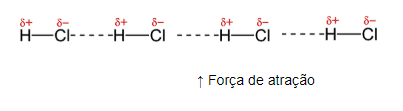 δ+ δ− δ+ δ− δ+ δ− δ+ δ−
H—Cl-----H—Cl -----H—Cl -----H—Cl
↑ Força de atração